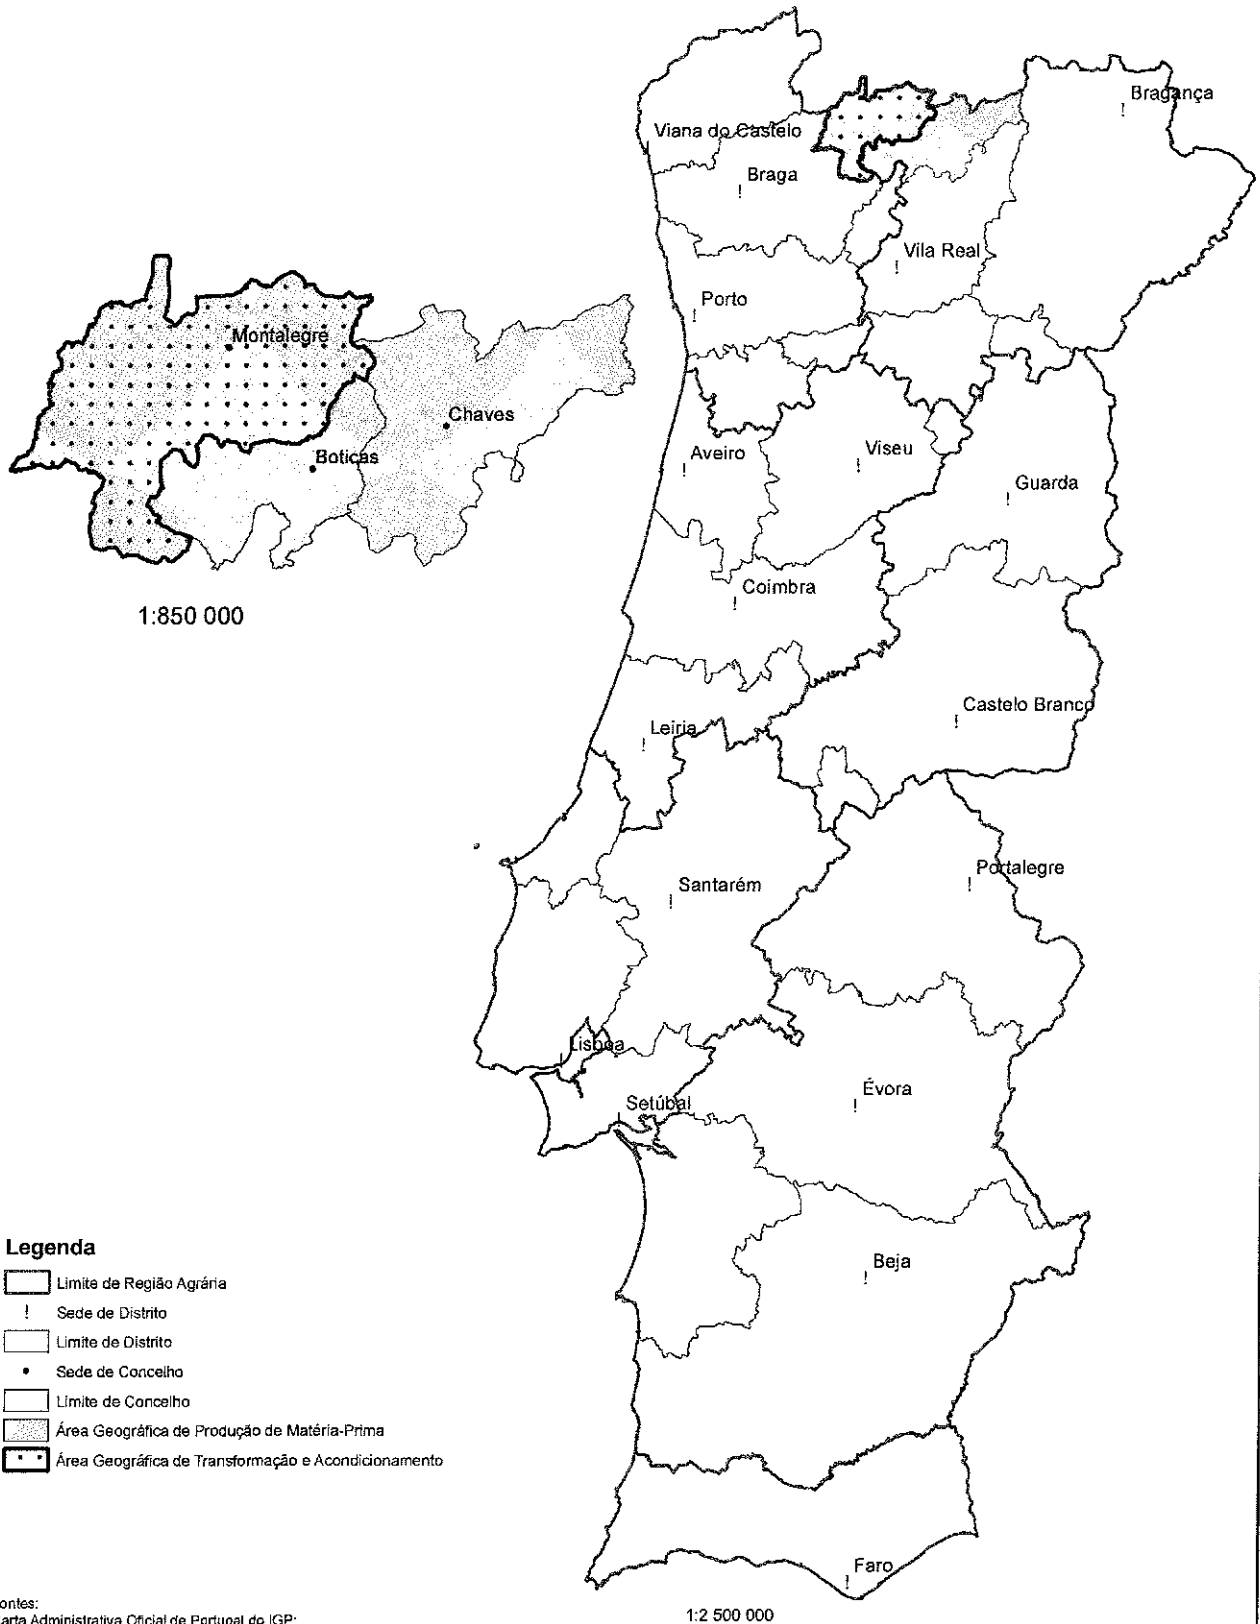 Bragança
Viana do Castelo
Braga
Vila Real
Porto
Montalegre
Chaves
Boticas
Aveiro
Viseu
Guarda
Coimbra
1:850 000
Castelo Branco
Leiria
Portalegre
Santarém
Lisboa
Évora
Setúbal
Beja
Legenda
Limite de Região Agrária
! Sede de Distrito
Limite de Distrito
Sede de Concelho
Limite de Concelho
Área Geográfica de Produção de Matéria-Prima
Área Geográfica de Transformação e Acondicionamento
Faro
ontes:
arta Administrativa Oficial de Portugal do IGP;
1:2 500 000